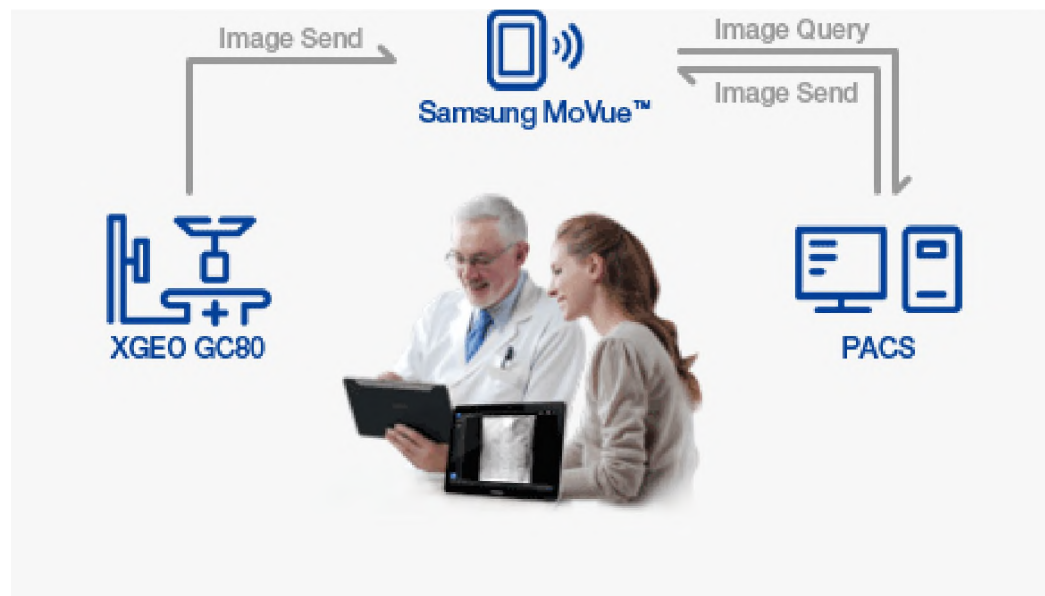 Image Send
Image Query
Image Send
Samsung MoVue™
XGEO GC80
PACS